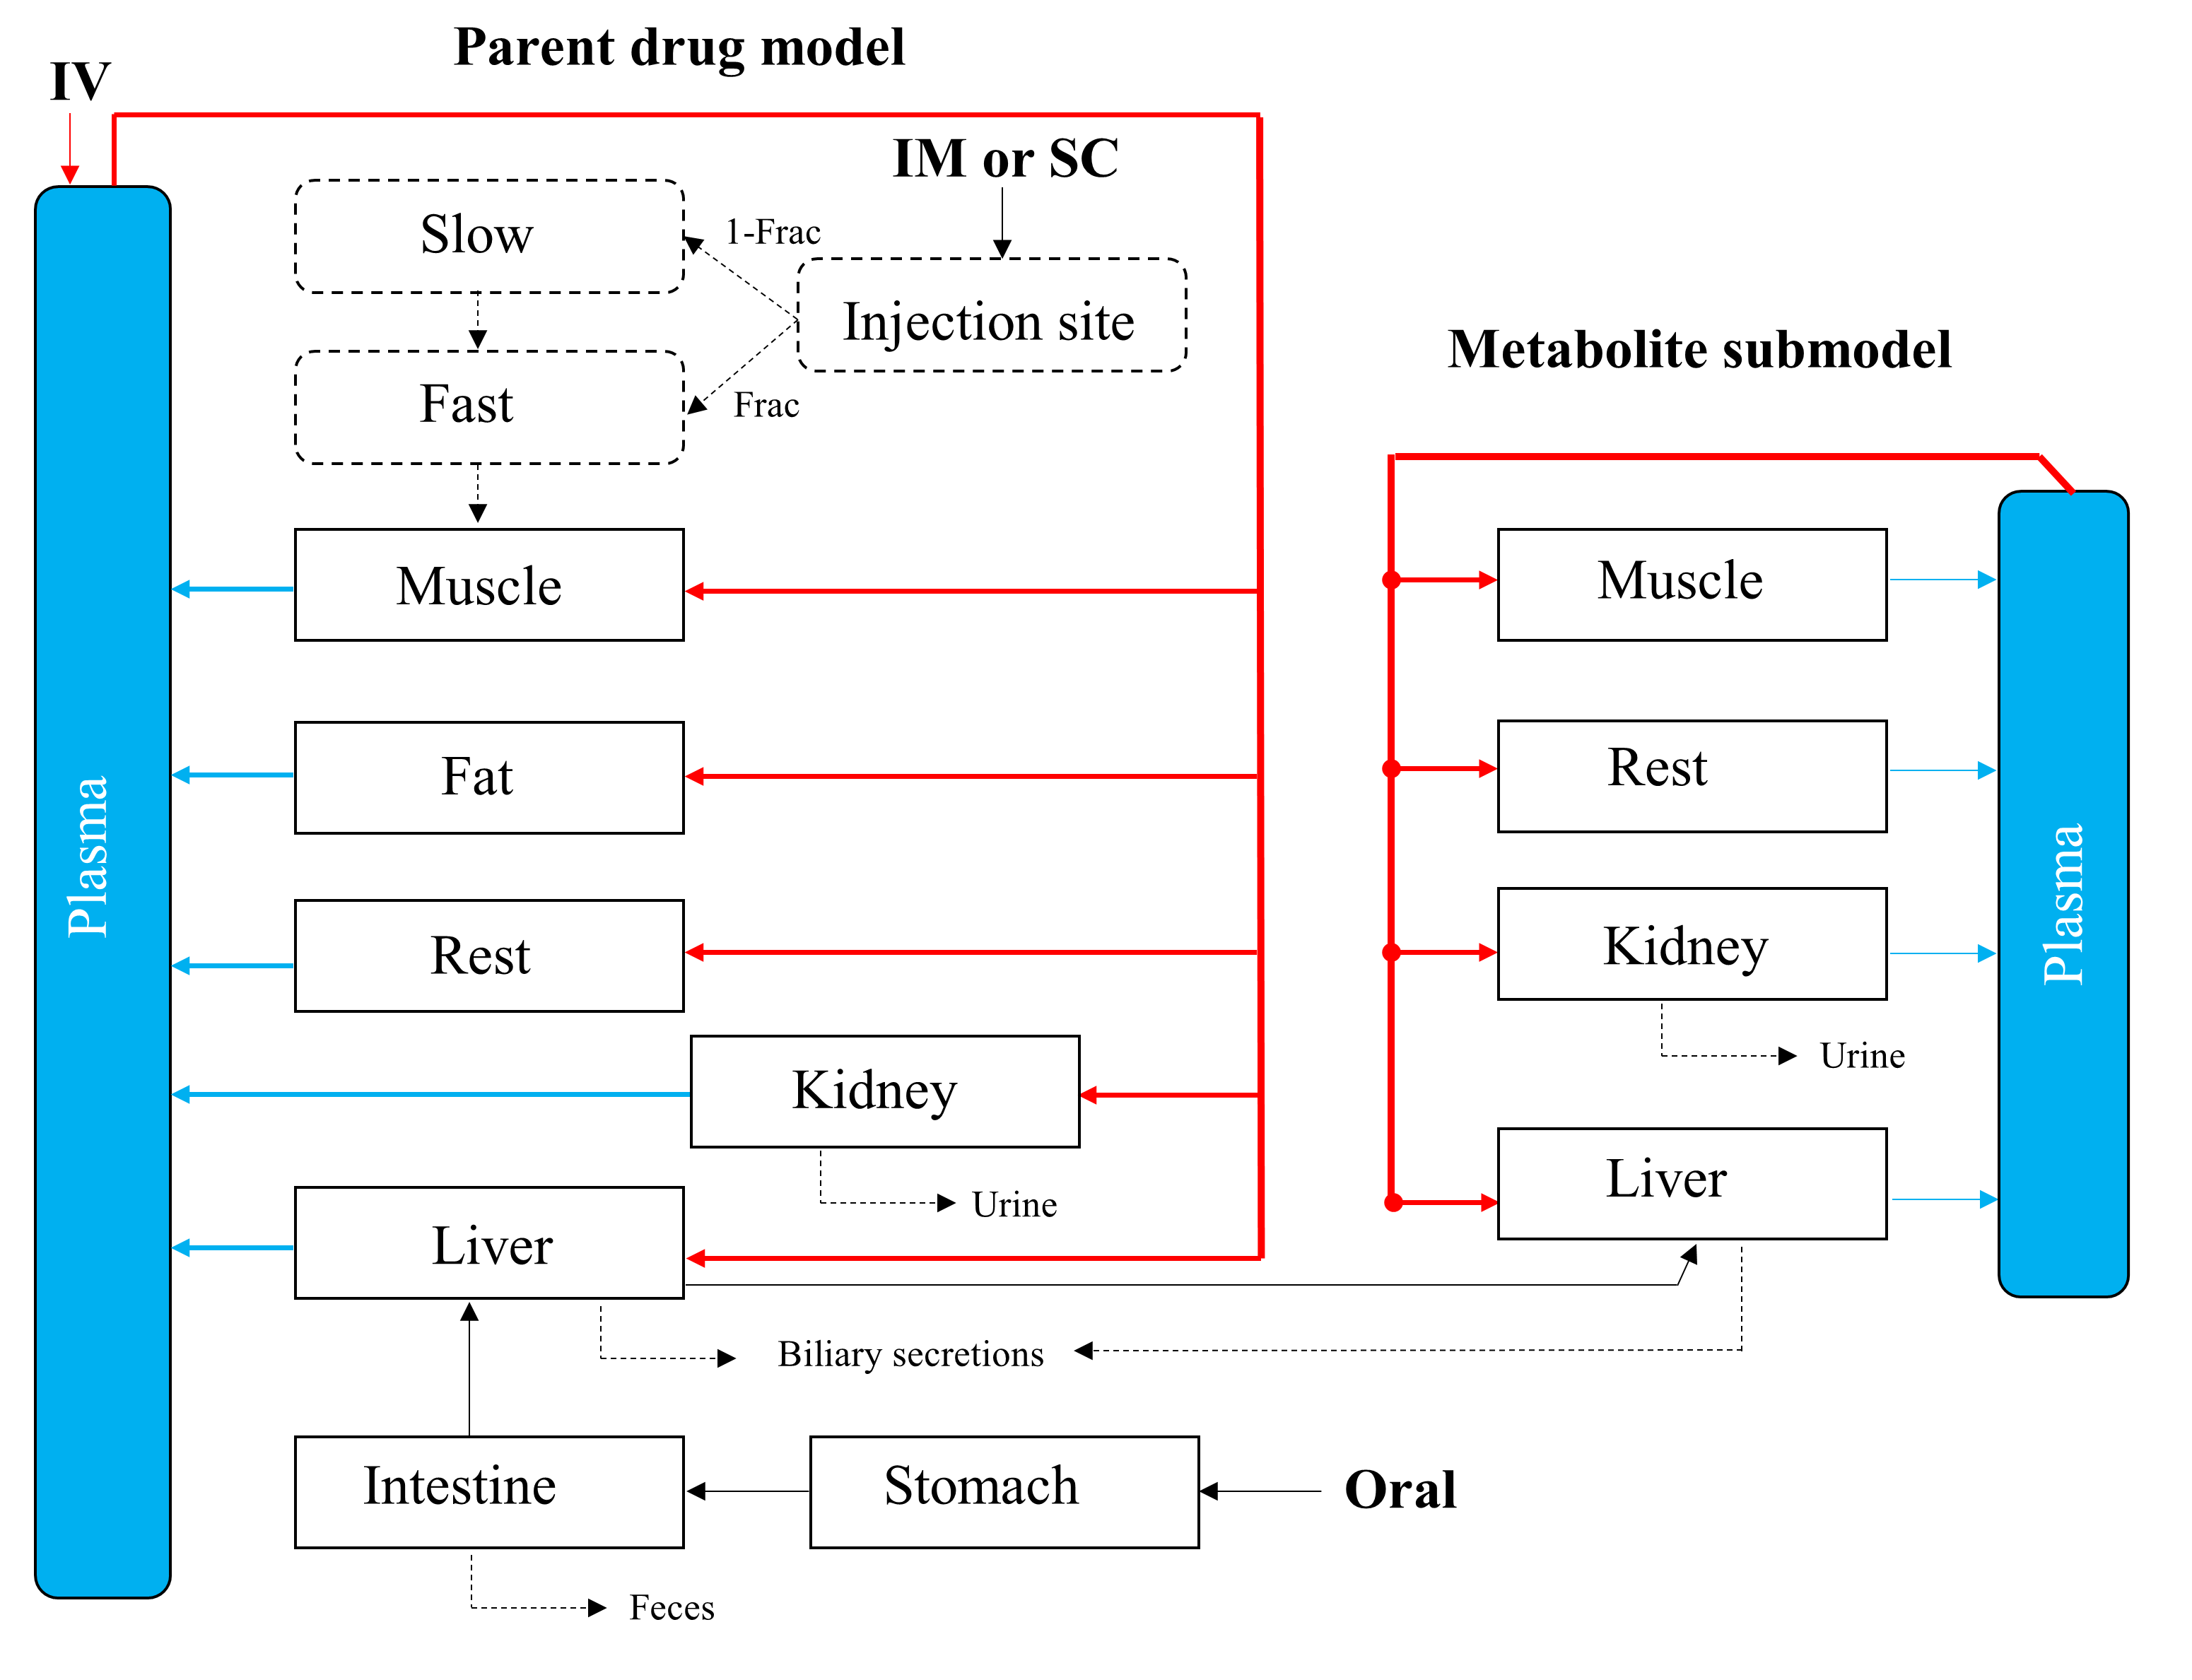 Parent drug model
IV
IM or SC
Slow
1-Frac
Injection site
Fast
Frac
Metabolite submodel
Muscle
Muscle
Fat
Rest
Plasma
Plasma
Rest
Kidney
Kidney
Urine
Urine
Liver
Liver
Biliary secretions
Intestine
Stomach
Oral
Feces